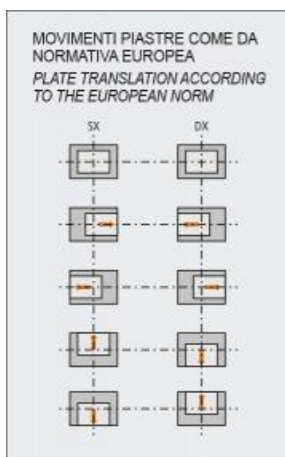 MOVIMENTI PIASTRE COME DA
NORMATIVA EUROPEA
PLATE TRANSLATION ACCORDING
TO THE EUROPEAN NORM
SX DX